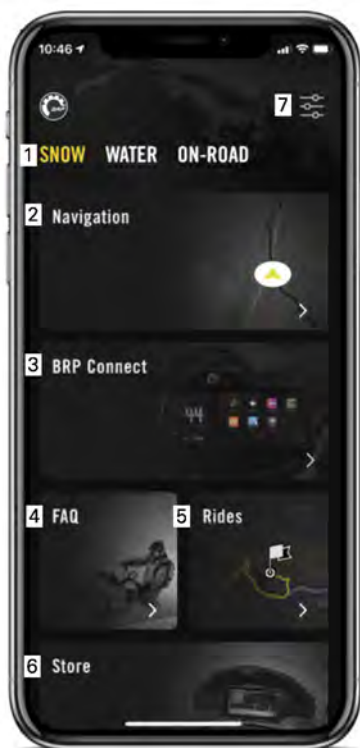 10:46
7
1 SNOW WATER ON-ROAD
2 Navigation
3 BRP Connect
44
4 FAQ
5 Rides
6 Store